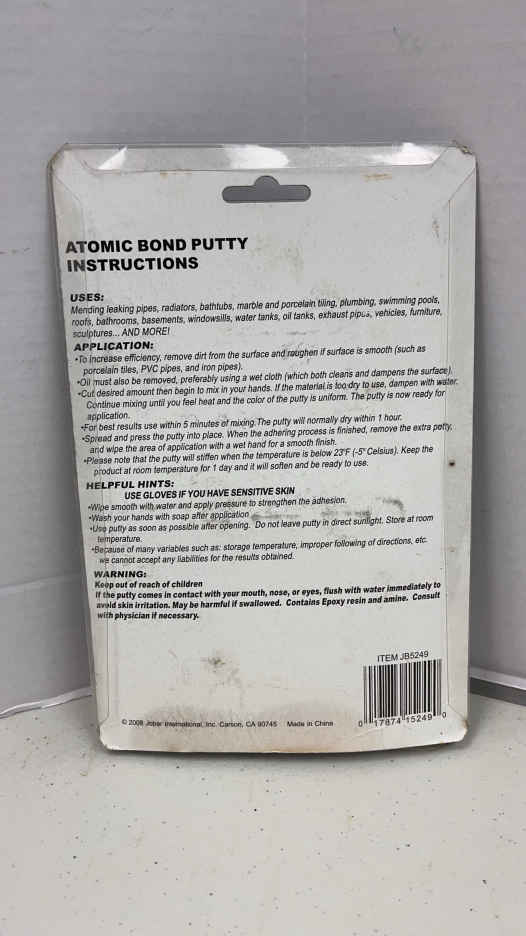 ATOMIC BOND PUTTY
INSTRUCTIONS
USES:
Mending leaking pipes, radiators, bathtubs, marble and porcelain tiling, plumbing, swimming pools,
roofs, bathrooms, basements, windowsills, water tanks, oil tanks, exhaust pipes, vehicles, furniture,
sculptures... AND MORE!
APPLICATION:
•To increase efficiency, remove dirt from the surface and roughen if surface is smooth (such as
porcelain tiles, PVC pipes, and iron pipes).
•Oil must also be removed, preferably using a wet cloth (which both cleans and dampens the surface).
•Cut desired amount then begin to mix in your hands. If the material is too dry to use, dampen with water.
Continue mixing until you feel heat and the color of the putty is uniform. The putty is now ready for
application.
•For best results use within 5 minutes of mixing. The putty will normally dry within 1 hour.
•Spread and press the putty into place. When the adhering process is finished, remove the extra petty,
and wipe the area of application with a wet hand for a smooth finish.
•Please note that the putty will stiffen when the temperature is below 23°F (-5° Celsius). Keep the
product at room temperature for 1 day and it will soften and be ready to use.
HELPFUL HINTS:
USE GLOVES IF YOU HAVE SENSITIVE SKIN
•Wipe smooth with water and apply pressure to strengthen the adhesion.
•Wash your hands with soap after application
•Use putty as soon as possible after opening. Do not leave putty in direct sunlight. Store at room
temperature.
•Because of many variables such as: storage temperature, improper following of directions, etc.
we cannot accept any liabilities for the results obtained.
WARNING:
Keep out of reach of children
If the putty comes in contact with your mouth, nose, or eyes, flush with water immediately to
avoid skin irritation. May be harmful if swallowed. Contains Epoxy resin and amine. Consult
with physician if necessary.
ITEM JB5249
0 17874 15249 0
© 2008 Jobar International, Inc. Carson, CA 90745 Made in China